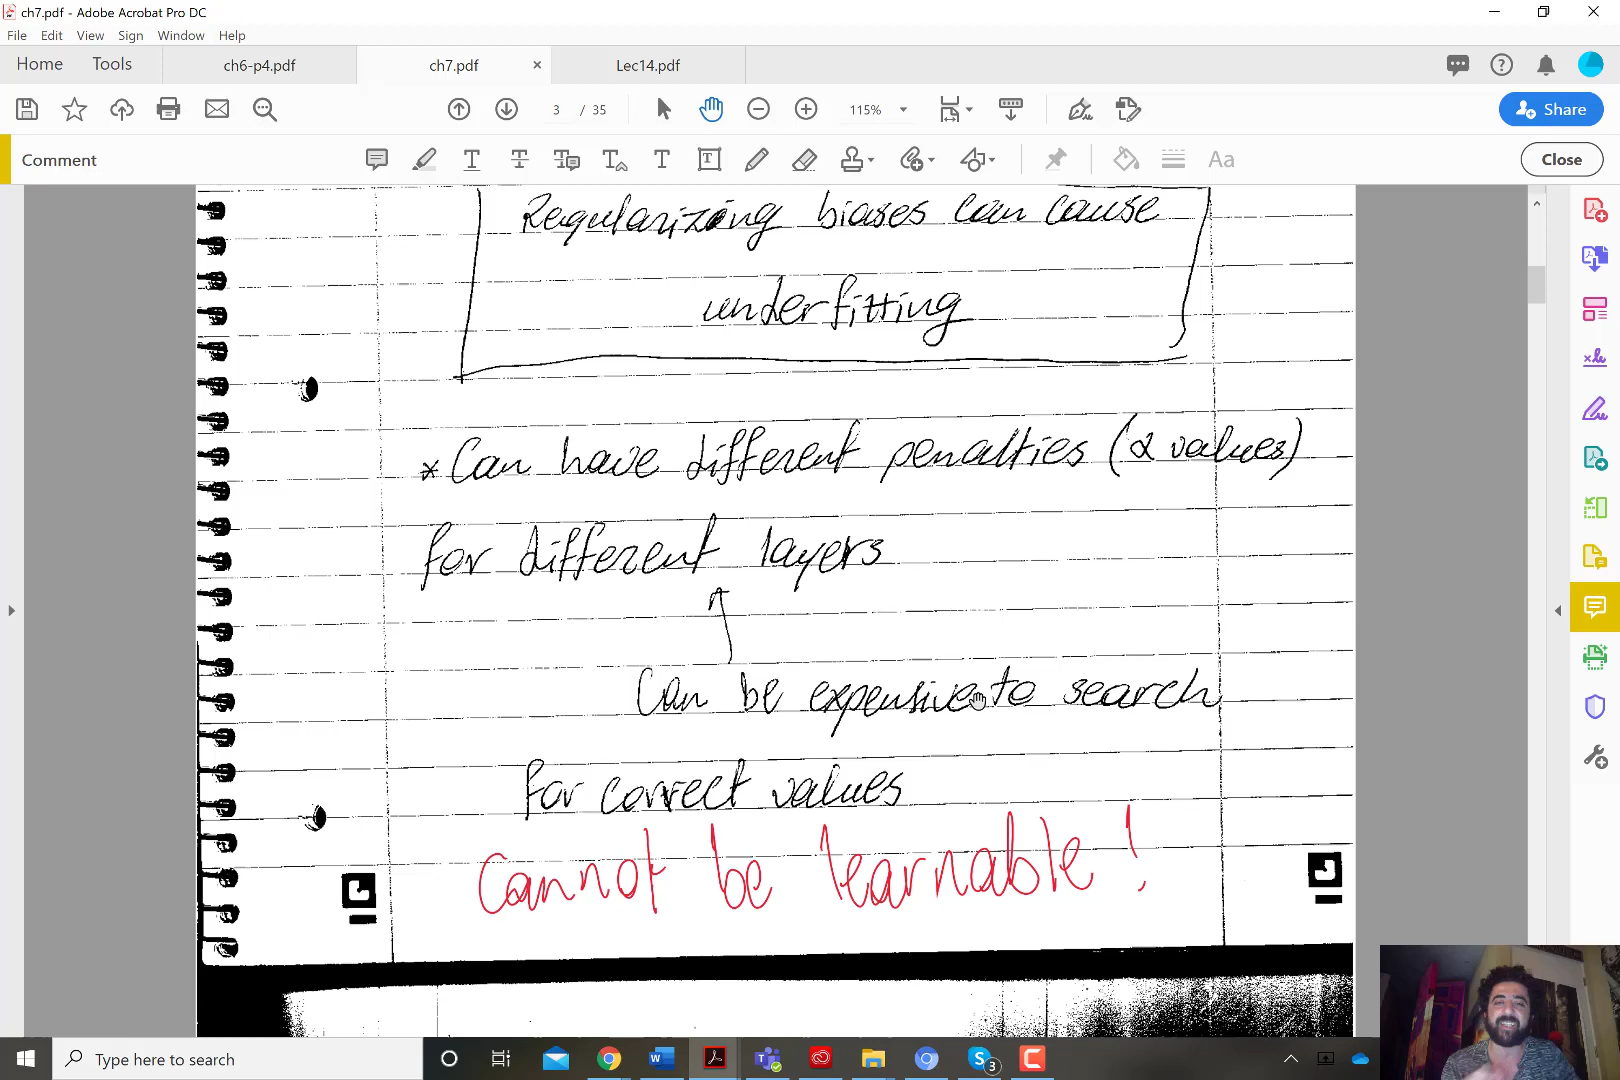 ch7.pdf - Adobe Acrobat Pro DC
File Edit View Sign Window Help
Home Tools ch6-p4.pdf ch7.pdf × Lec14.pdf
3 / 35 115% Share
Comment Aa Close
Regularizing biases can cause
underfitting
* Can have different penalties (α values)
for different layers
Can be expensive to search
for correct values
Cannot be learnable!
Type here to search
3